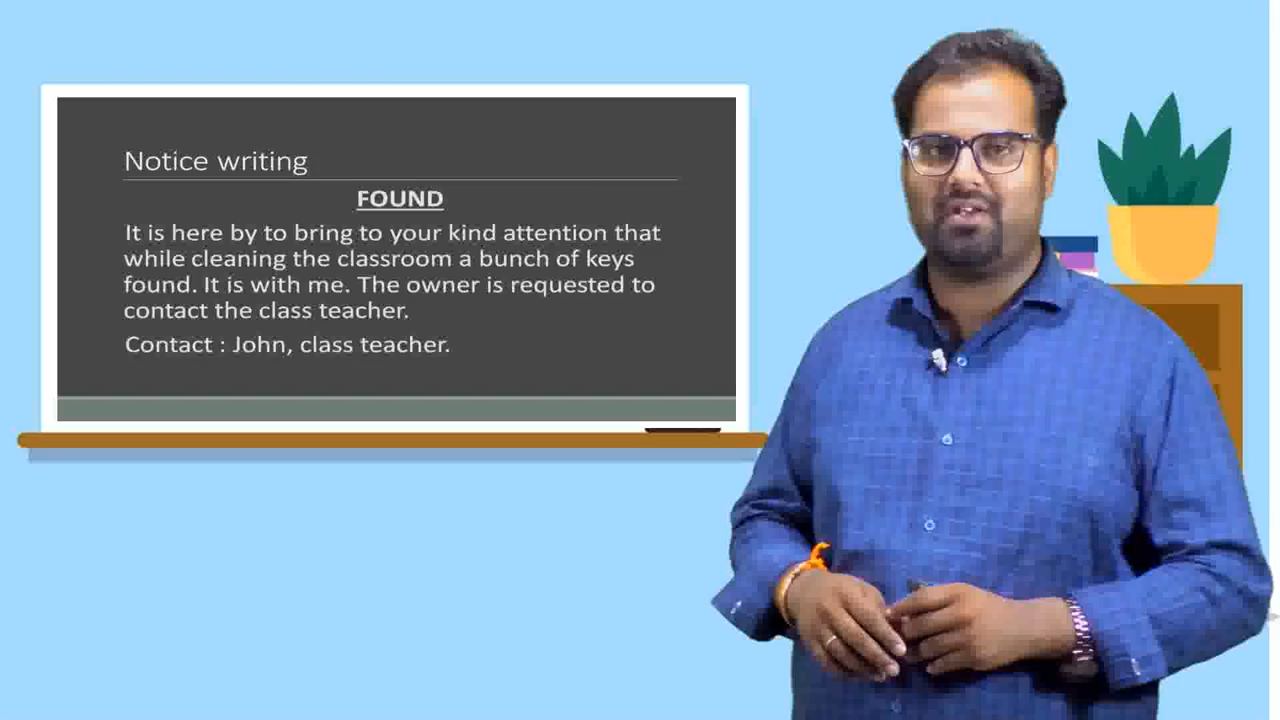 Notice writing
FOUND
It is here by to bring to your kind attention that
while cleaning the classroom a bunch of keys
found. It is with me. The owner is requested to
contact the class teacher.
Contact : John, class teacher.